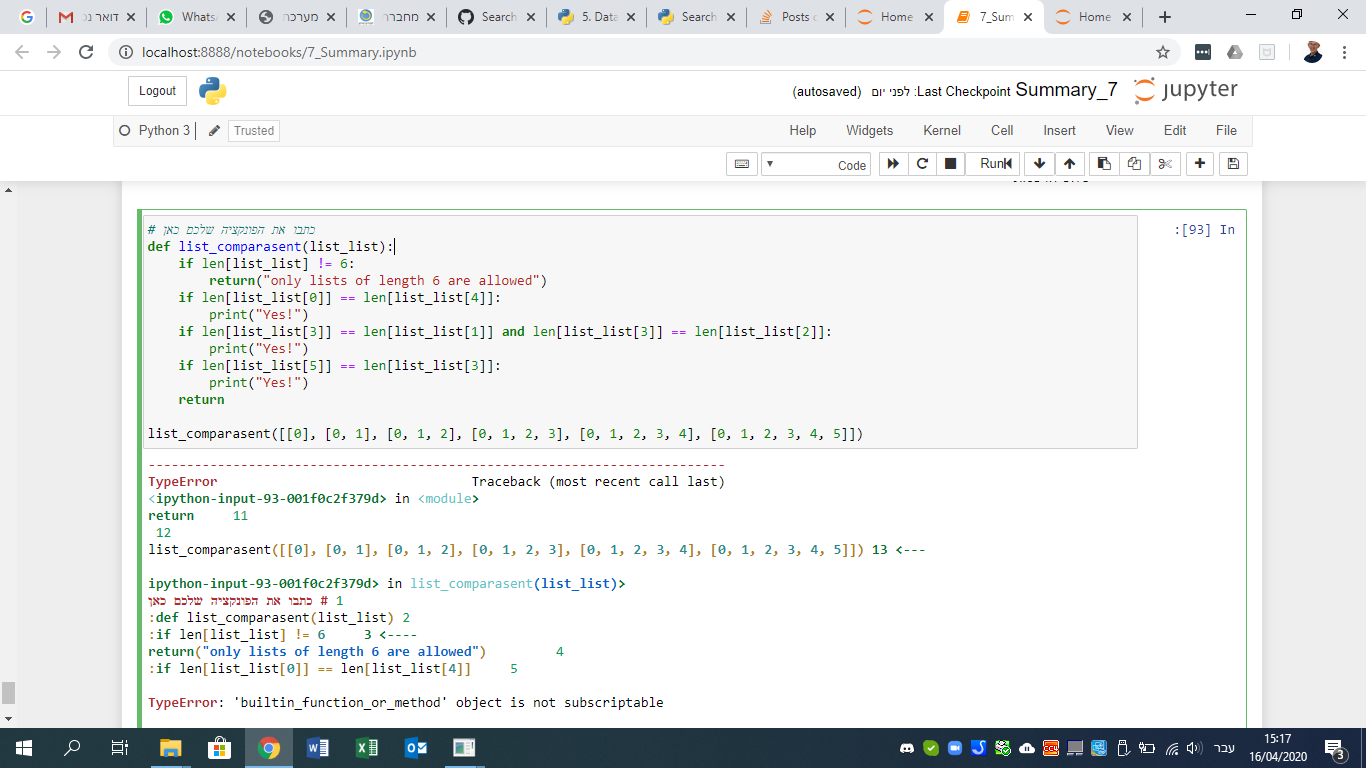 דואר נכ
WhatsA
מערכה
מחברת
Search
5. Data
Search
Posts o
Home
7_Sum
Home
localhost:8888/notebooks/7_Summary.ipynb
Logout
(autosaved) לפני יום :Last Checkpoint Summary_7 jupyter
Python 3
Trusted
Help Widgets Kernel Cell Insert View Edit File
Code
Run
# כתבו את הפונקציה שלכם כאן
:[93] In
def list_comparasent(list_list):
    if len[list_list] != 6:
        return("only lists of length 6 are allowed")
    if len[list_list[0]] == len[list_list[4]]:
        print("Yes!")
    if len[list_list[3]] == len[list_list[1]] and len[list_list[3]] == len[list_list[2]]:
        print("Yes!")
    if len[list_list[5]] == len[list_list[3]]:
        print("Yes!")
    return
list_comparasent([[0], [0, 1], [0, 1, 2], [0, 1, 2, 3], [0, 1, 2, 3, 4], [0, 1, 2, 3, 4, 5]])
---------------------------------------------------------------------------
TypeError Traceback (most recent call last)
<ipython-input-93-001f0c2f379d> in <module>
return 11
12
list_comparasent([[0], [0, 1], [0, 1, 2], [0, 1, 2, 3], [0, 1, 2, 3, 4], [0, 1, 2, 3, 4, 5]]) 13 <---
ipython-input-93-001f0c2f379d> in list_comparasent(list_list)>
כתבו את הפונקציה שלכם כאן # 1
:def list_comparasent(list_list) 2
:if len[list_list] != 6 3 <----
return("only lists of length 6 are allowed") 4
:if len[list_list[0]] == len[list_list[4]] 5
TypeError: 'builtin_function_or_method' object is not subscriptable
עבר
15:17
16/04/2020
3